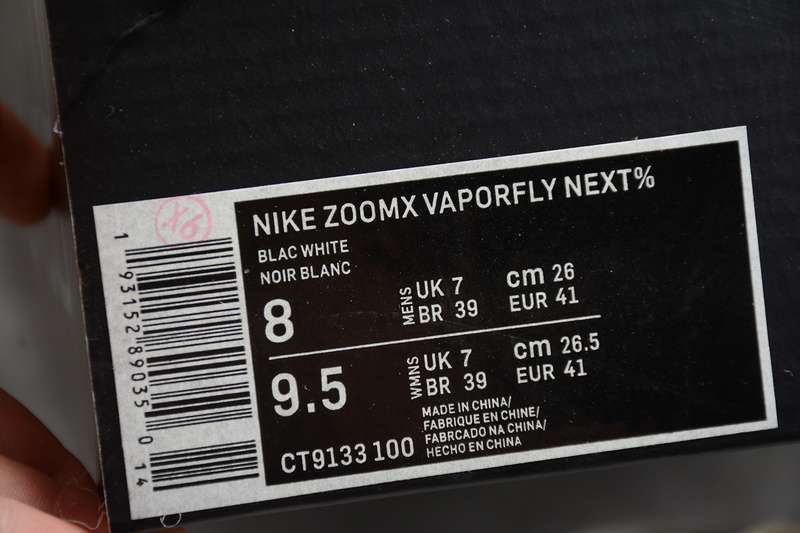 NIKE ZOOMX VAPORFLY NEXT%
BLAC WHITE
NOIR BLANC
8
MENS
UK 7
BR 39
cm 26
EUR 41
9.5
WMNS
UK 7
BR 39
cm 26.5
EUR 41
CT9133 100
MADE IN CHINA/
FABRIQUE EN CHINE/
FABRCADO NA CHINA/
HECHO EN CHINA
1 93152 89035 0 14